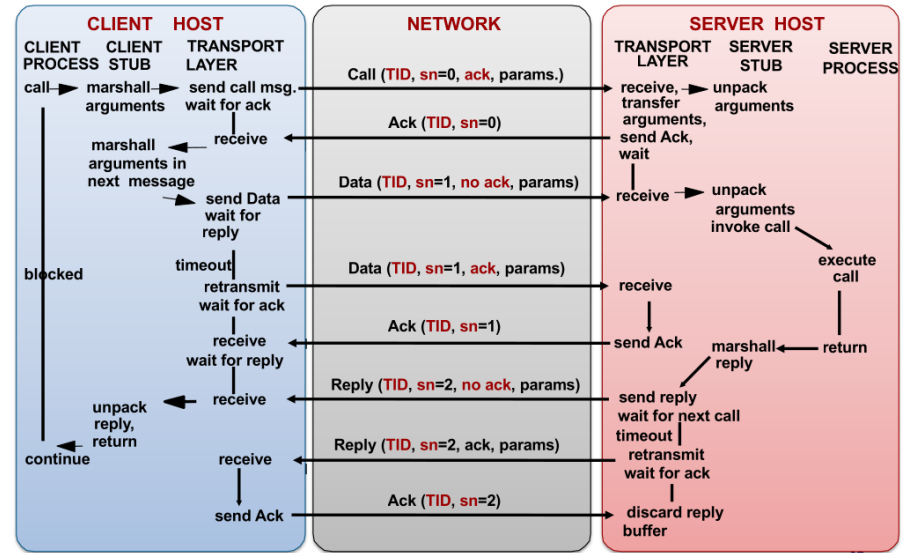 CLIENT HOST
NETWORK
SERVER HOST
CLIENT
PROCESS
CLIENT
STUB
TRANSPORT
LAYER
TRANSPORT
LAYER
SERVER
STUB
SERVER
PROCESS
call
marshall
arguments
send call msg.
wait for ack
Call (TID, sn=0, ack, params.)
receive,
transfer
arguments,
send Ack,
wait
unpack
arguments
Ack (TID, sn=0)
receive
marshall
arguments in
next message
send Data
wait for
reply
Data (TID, sn=1, no ack, params)
receive
unpack
arguments
invoke call
execute
call
blocked
timeout
retransmit
wait for ack
Data (TID, sn=1, ack, params)
receive
send Ack
Ack (TID, sn=1)
receive
wait for reply
return
marshall
reply
send reply
wait for next call
Reply (TID, sn=2, no ack, params)
receive
unpack
reply,
return
continue
timeout
retransmit
wait for ack
Reply (TID, sn=2, ack, params)
receive
send Ack
Ack (TID, sn=2)
discard reply
buffer